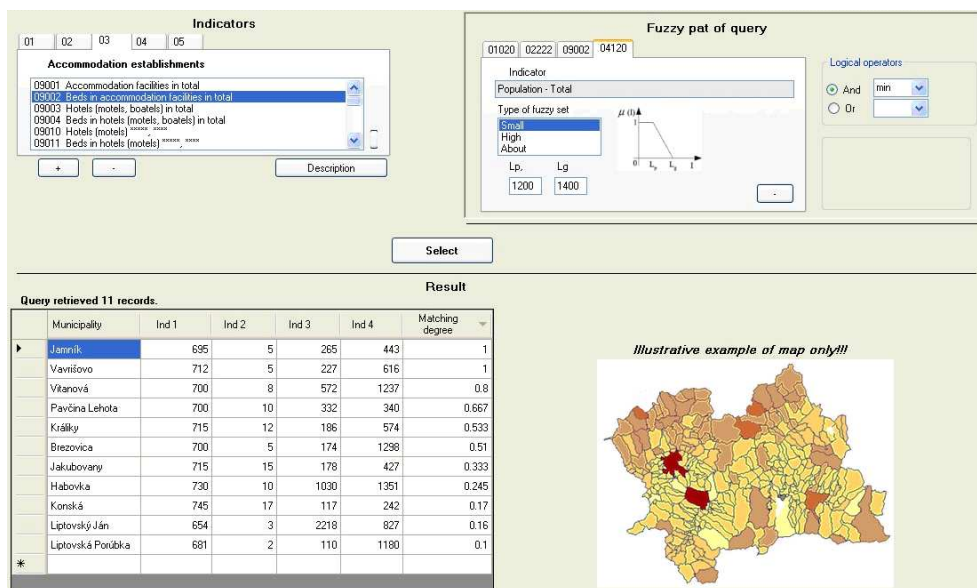 Indicators
01 02 03 04 05
Accommodation establishments
09001 Accommodation facilities in total
09002 Beds in accommodation facilities in total
09003 Hotels (motels, boatels) in total
09004 Beds in hotels (motels, boatels) in total
09010 Hotels (motels) *****, ****
09011 Beds in hotels (motels) *****, ****
+ - Description
Fuzzy pat of query
01020 02222 09002 04120
Indicator
Population - Total
Type of fuzzy set
Small
High
About
μ (I)
1
0 Lp Lg I
Lp, Lg
1200 1400
-
Logical operators
And min
Or
Select
Result
Query retrieved 11 records.
Municipality Ind 1 Ind 2 Ind 3 Ind 4 Matching degree
Jamník 695 5 265 443 1
Vavrišovo 712 5 227 616 1
Vitanová 700 8 572 1237 0.8
Pavčina Lehota 700 10 332 340 0.667
Králiky 715 12 186 574 0.533
Brezovica 700 5 174 1298 0.51
Jakubovany 715 15 178 427 0.333
Habovka 730 10 1030 1351 0.245
Konská 745 17 117 242 0.17
Liptovský Ján 654 3 2218 827 0.16
Liptovská Porúbka 681 2 110 1180 0.1
*
Illustrative example of map only!!!